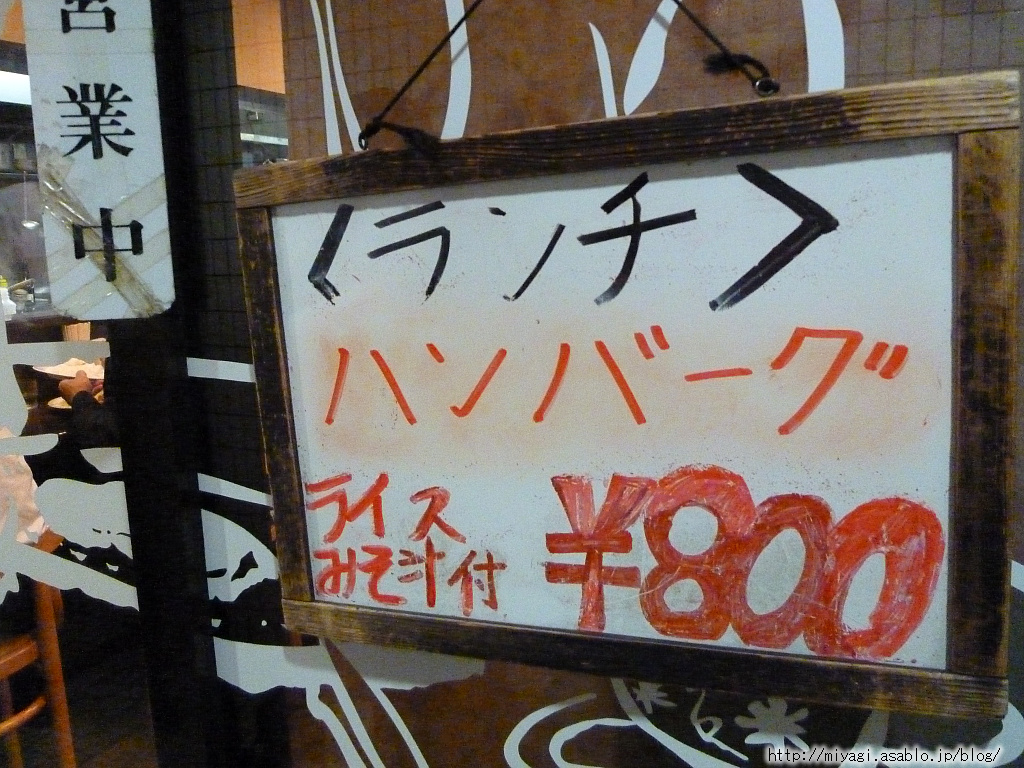 営業中
<ランチ>
ハンバーグ
ライス
みそ汁付
¥800
http://miyagi.asablo.jp/blog/